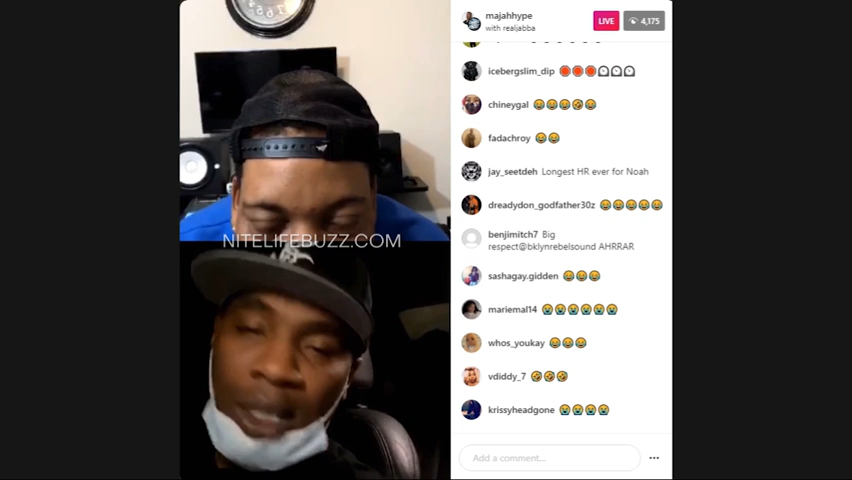 majahhype
LIVE
4,175
with realjabba
icebergslim_dip
chineygal 😂😂😂🤣😂
fadachroy 😂😂
jay_seetdeh Longest HR ever for Noah
dreadydon_godfather30z 😂😂😂😂😂
benjimitch7 Big
respect@bklynrebelsound AHRRAR
sashagay.gidden 😂😂😂
mariemal14 😭😭😭😭😭😭
whos_youkay 😂😂😂
vdiddy_7 🤣🤣🤣
krissyheadgone 😭😭😭😭
Add a comment...
NITELIFEBUZZ.COM